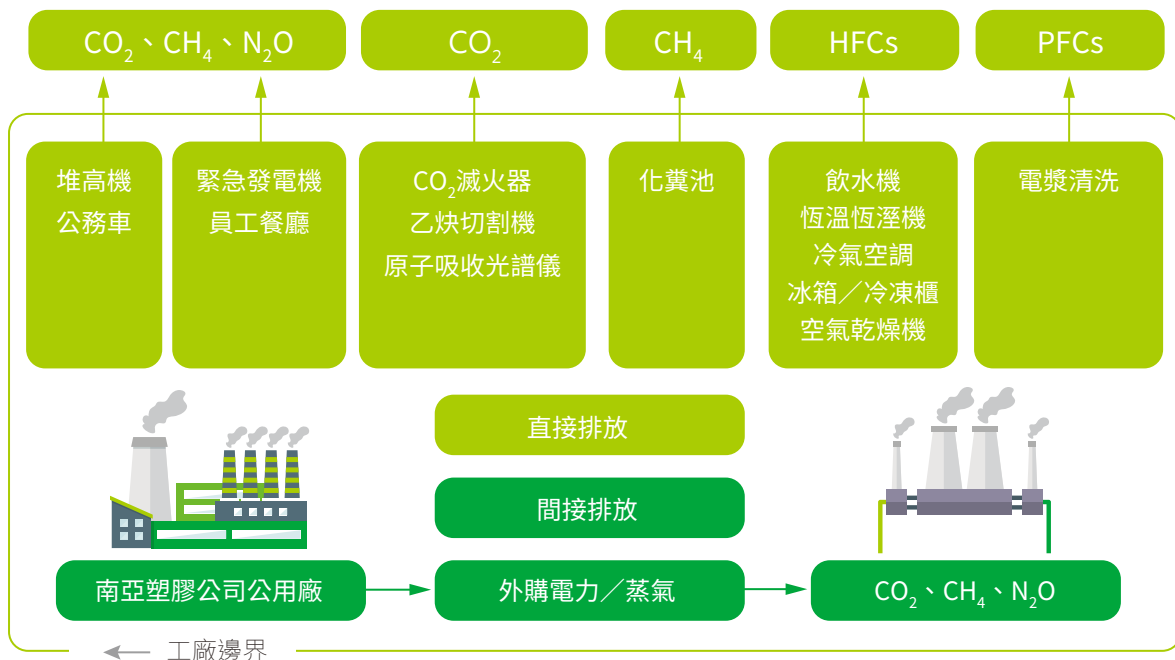 CO₂、CH₄、N₂O
CO₂
CH₄
HFCs
PFCs
堆高機
公務車
緊急發電機
員工餐廳
CO₂滅火器
乙炔切割機
原子吸收光譜儀
化糞池
飲水機
恆溫恆溼機
冷氣空調
冰箱／冷凍櫃
空氣乾燥機
電漿清洗
直接排放
間接排放
南亞塑膠公司公用廠
外購電力／蒸氣
CO₂、CH₄、N₂O
工廠邊界